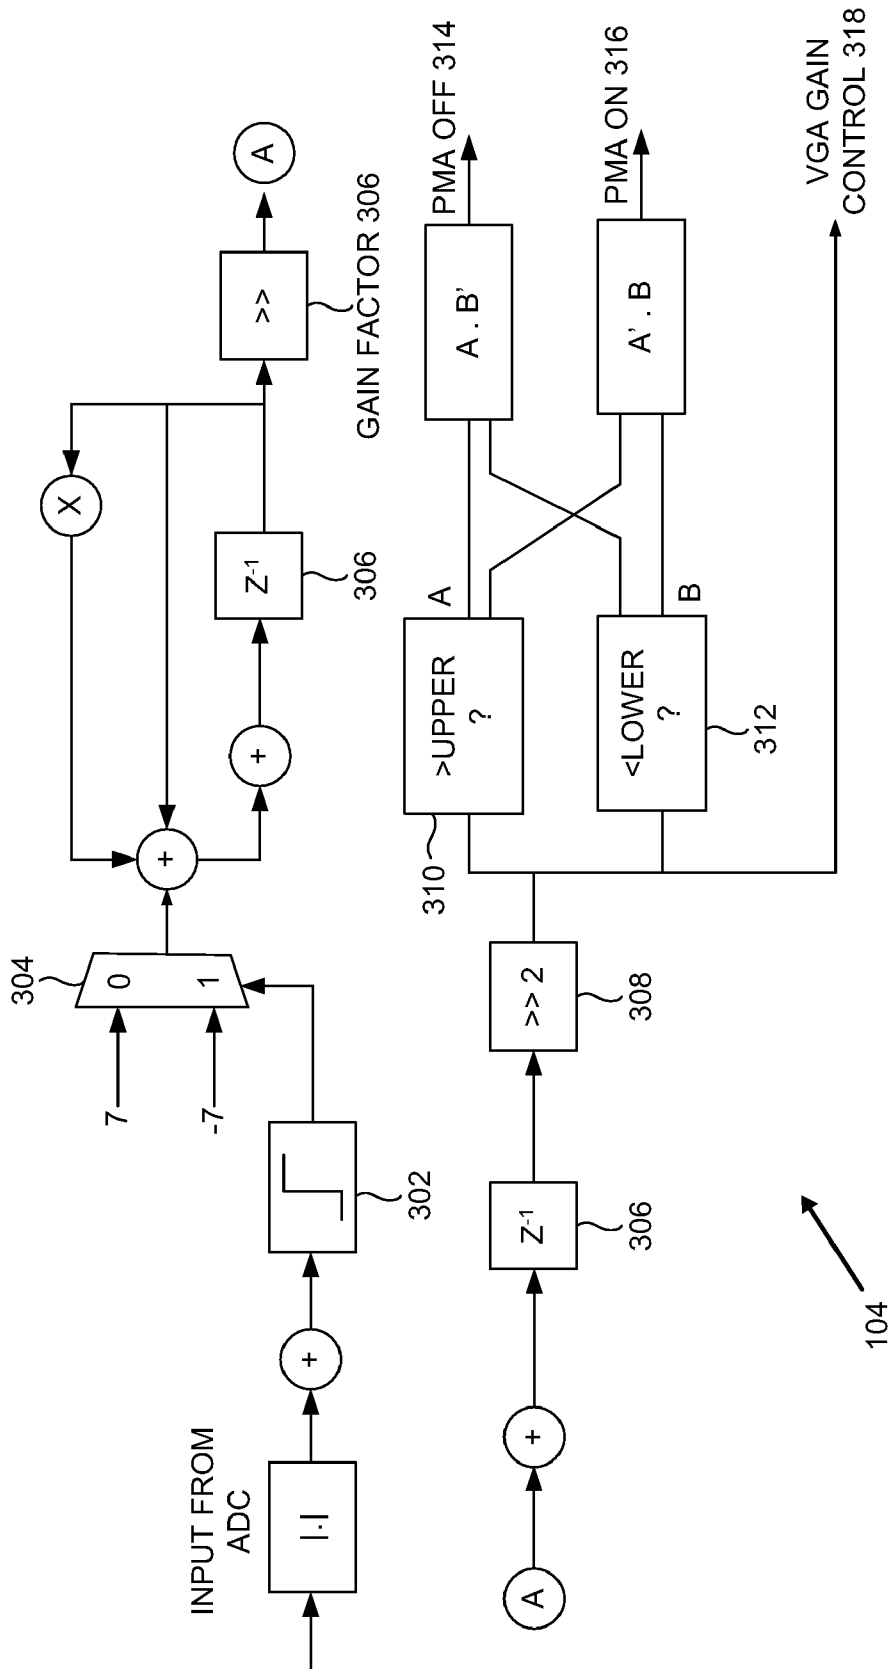 INPUT FROM
ADC
|.|
+
302
7
-7
304
0
1
+
X
+
Z-1
306
>>
GAIN FACTOR 306
A
A
+
Z-1
306
>> 2
308
310
>UPPER
?
A
<LOWER
?
312
B
A . B'
A' . B
PMA OFF 314
PMA ON 316
VGA GAIN
CONTROL 318
104